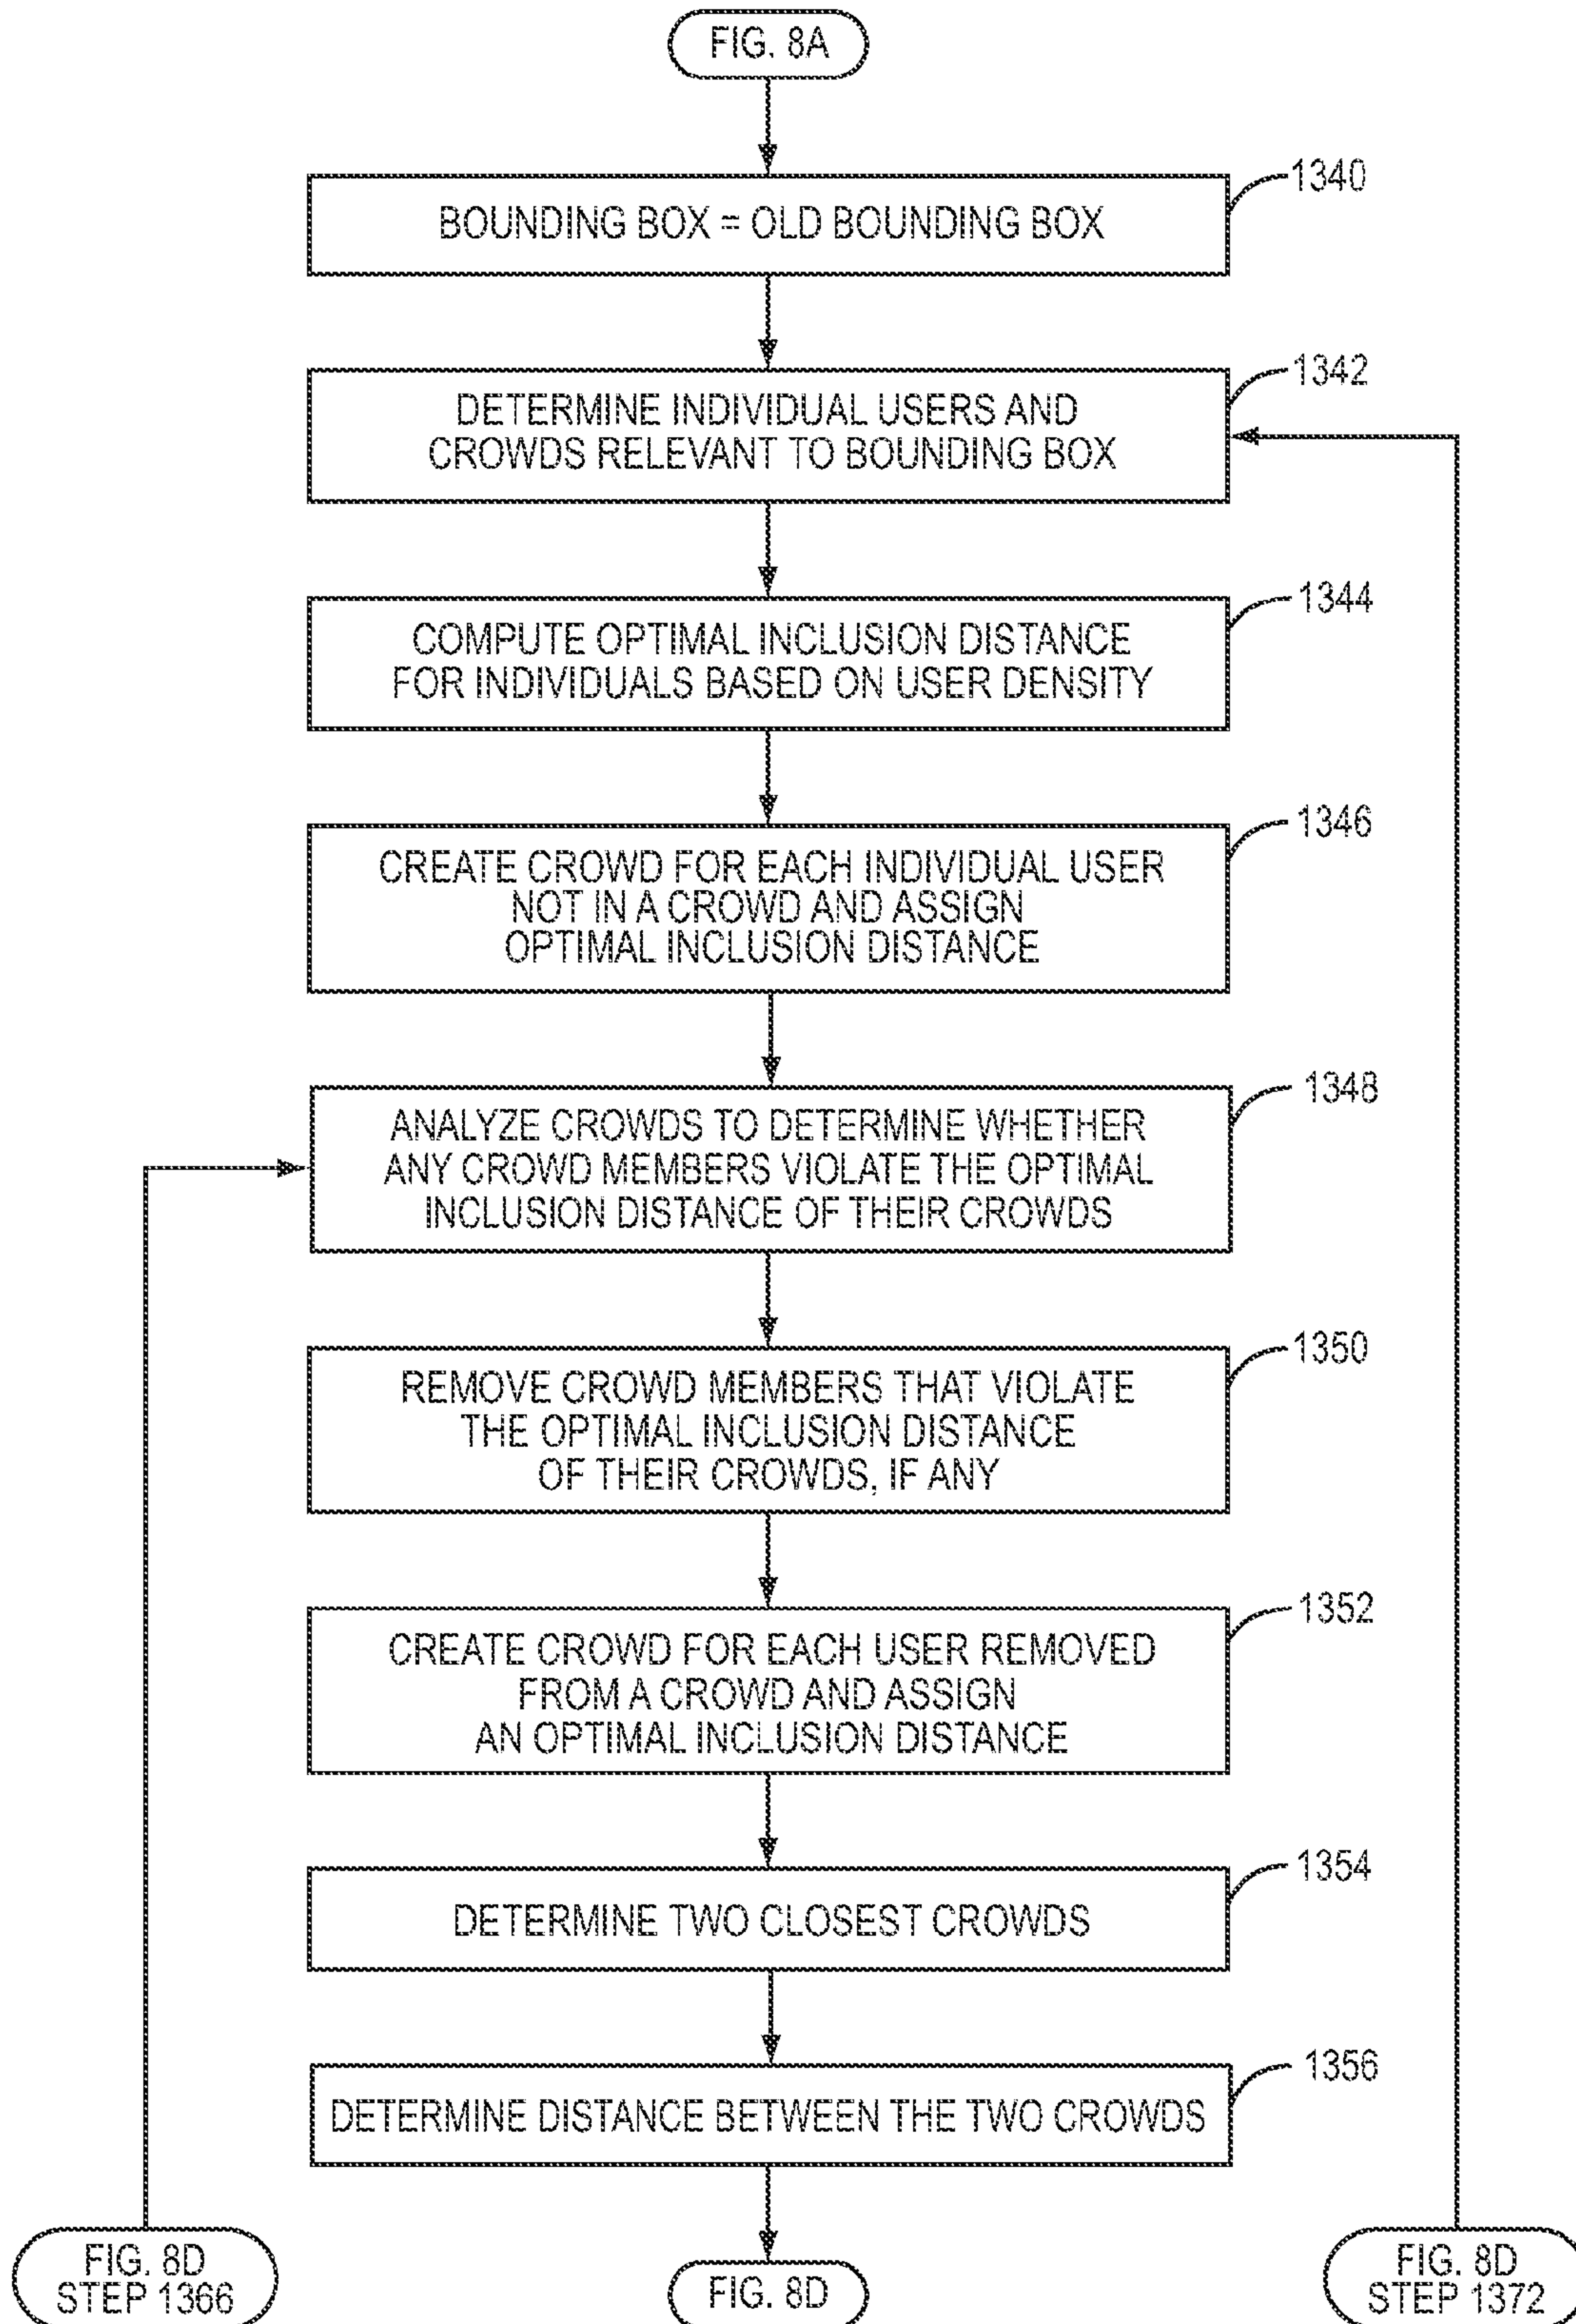 FIG. 8A
1340
BOUNDING BOX = OLD BOUNDING BOX
1342
DETERMINE INDIVIDUAL USERS AND
CROWDS RELEVANT TO BOUNDING BOX
1344
COMPUTE OPTIMAL INCLUSION DISTANCE
FOR INDIVIDUALS BASED ON USER DENSITY
1346
CREATE CROWD FOR EACH INDIVIDUAL USER
NOT IN A CROWD AND ASSIGN
OPTIMAL INCLUSION DISTANCE
1348
ANALYZE CROWDS TO DETERMINE WHETHER
ANY CROWD MEMBERS VIOLATE THE OPTIMAL
INCLUSION DISTANCE OF THEIR CROWDS
1350
REMOVE CROWD MEMBERS THAT VIOLATE
THE OPTIMAL INCLUSION DISTANCE
OF THEIR CROWDS, IF ANY
1352
CREATE CROWD FOR EACH USER REMOVED
FROM A CROWD AND ASSIGN
AN OPTIMAL INCLUSION DISTANCE
1354
DETERMINE TWO CLOSEST CROWDS
1356
DETERMINE DISTANCE BETWEEN THE TWO CROWDS
FIG. 8D
STEP 1366
FIG. 8D
FIG. 8D
STEP 1372